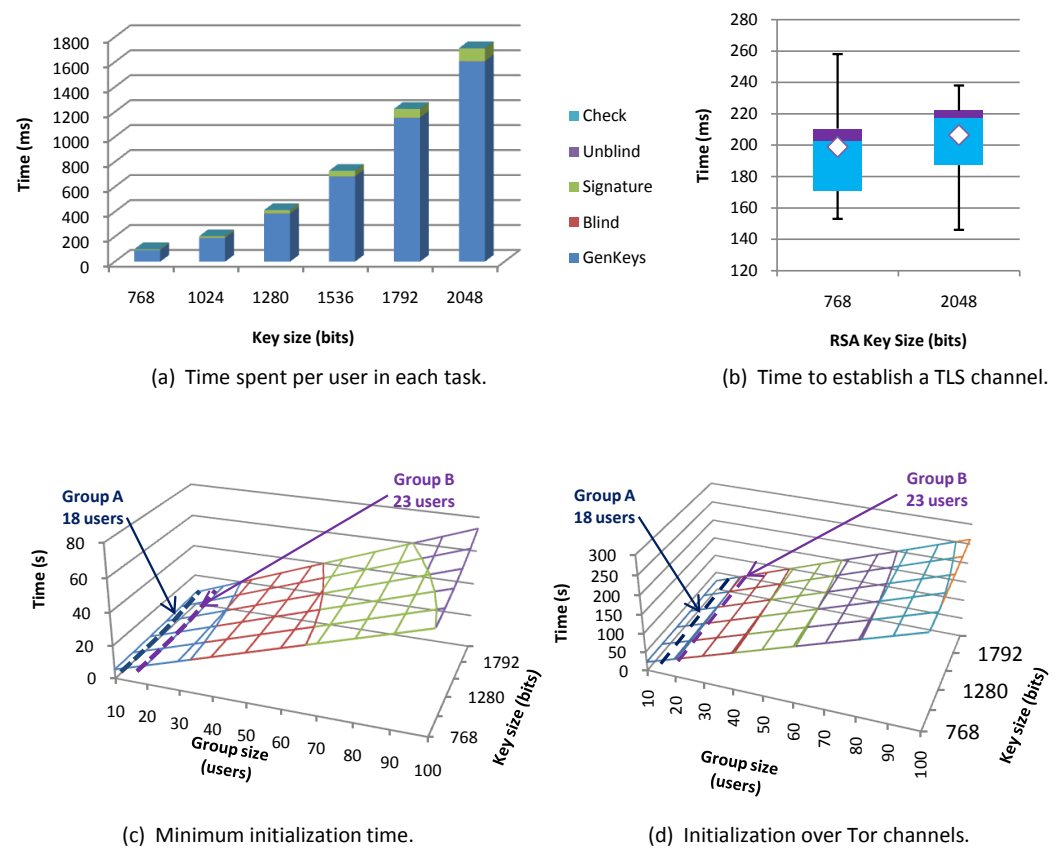 1800
1600
1400
1200
1000
800
600
400
200
0
Time (ms)
768 1024 1280 1536 1792 2048
Key size (bits)
Check
Unblind
Signature
Blind
GenKeys
(a) Time spent per user in each task.
280
260
240
220
200
180
160
140
120
Time (ms)
768 2048
RSA Key Size (bits)
(b) Time to establish a TLS channel.
Group A
18 users
Group B
23 users
80
60
40
20
0
Time (s)
10 20 30 40 50 60 70 80 90 100
Group size
(users)
768
1280
1792
Key size (bits)
(c) Minimum initialization time.
Group A
18 users
Group B
23 users
300
250
200
150
100
50
0
Time (s)
10 20 30 40 50 60 70 80 90 100
Group size
(users)
768
1280
1792
Key size (bits)
(d) Initialization over Tor channels.